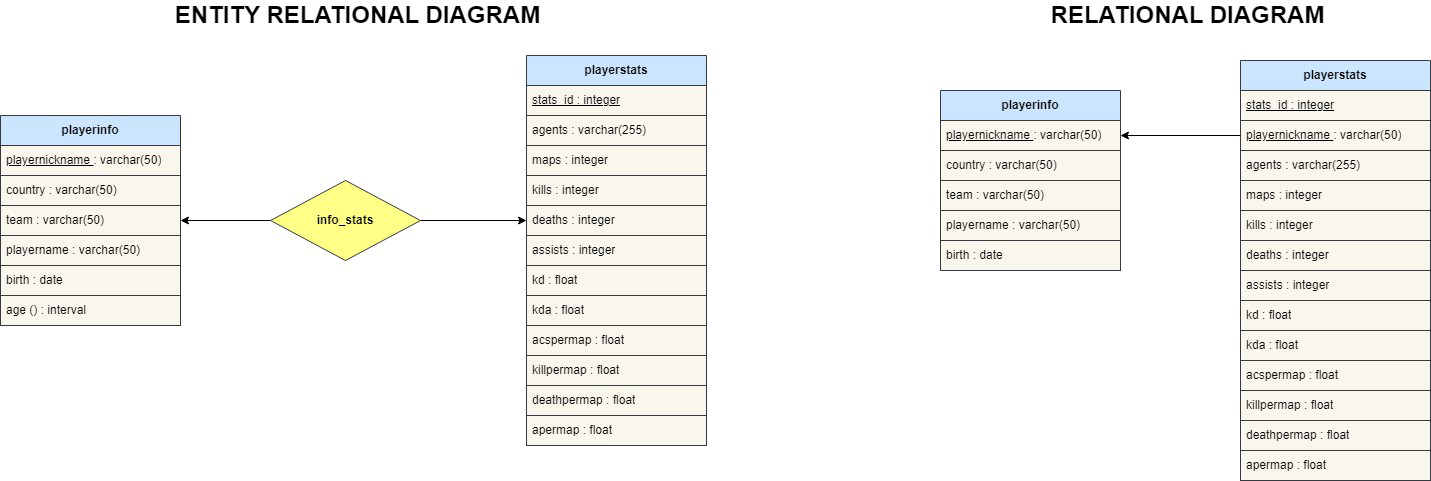 ENTITY RELATIONAL DIAGRAM
playerinfo
playernickname : varchar(50)
country : varchar(50)
team : varchar(50)
playername : varchar(50)
birth : date
age () : interval
info_stats
playerstats
stats_id : integer
agents : varchar(255)
maps : integer
kills : integer
deaths : integer
assists : integer
kd : float
kda : float
acspermap : float
killpermap : float
deathpermap : float
apermap : float
RELATIONAL DIAGRAM
playerinfo
playernickname : varchar(50)
country : varchar(50)
team : varchar(50)
playername : varchar(50)
birth : date
playerstats
stats_id : integer
playernickname : varchar(50)
agents : varchar(255)
maps : integer
kills : integer
deaths : integer
assists : integer
kd : float
kda : float
acspermap : float
killpermap : float
deathpermap : float
apermap : float